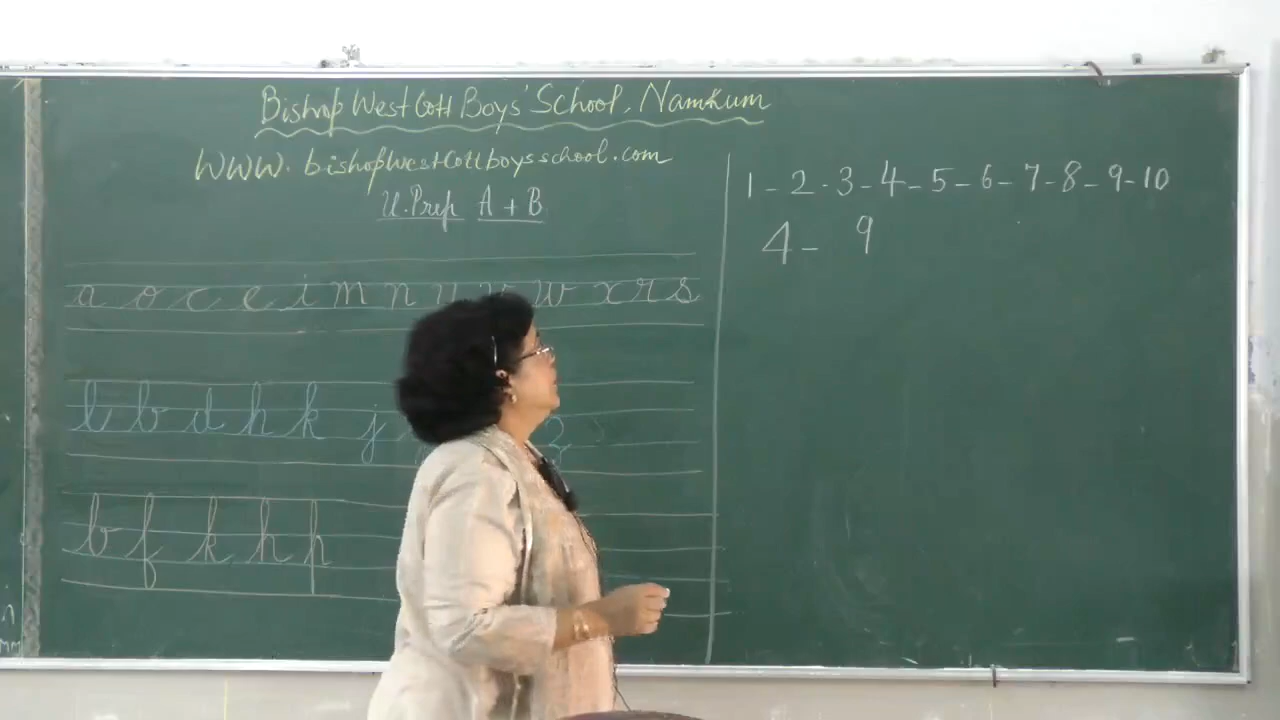 Bishop WestCott Boys' School, Namkum
WWW. bishopwestcottboysschool.com
U.Prep A + B
a o c e i m n u v w x r s
t b d h k j z
b f k h p
1 - 2 - 3 - 4 - 5 - 6 - 7 - 8 - 9 - 10
4 - 9